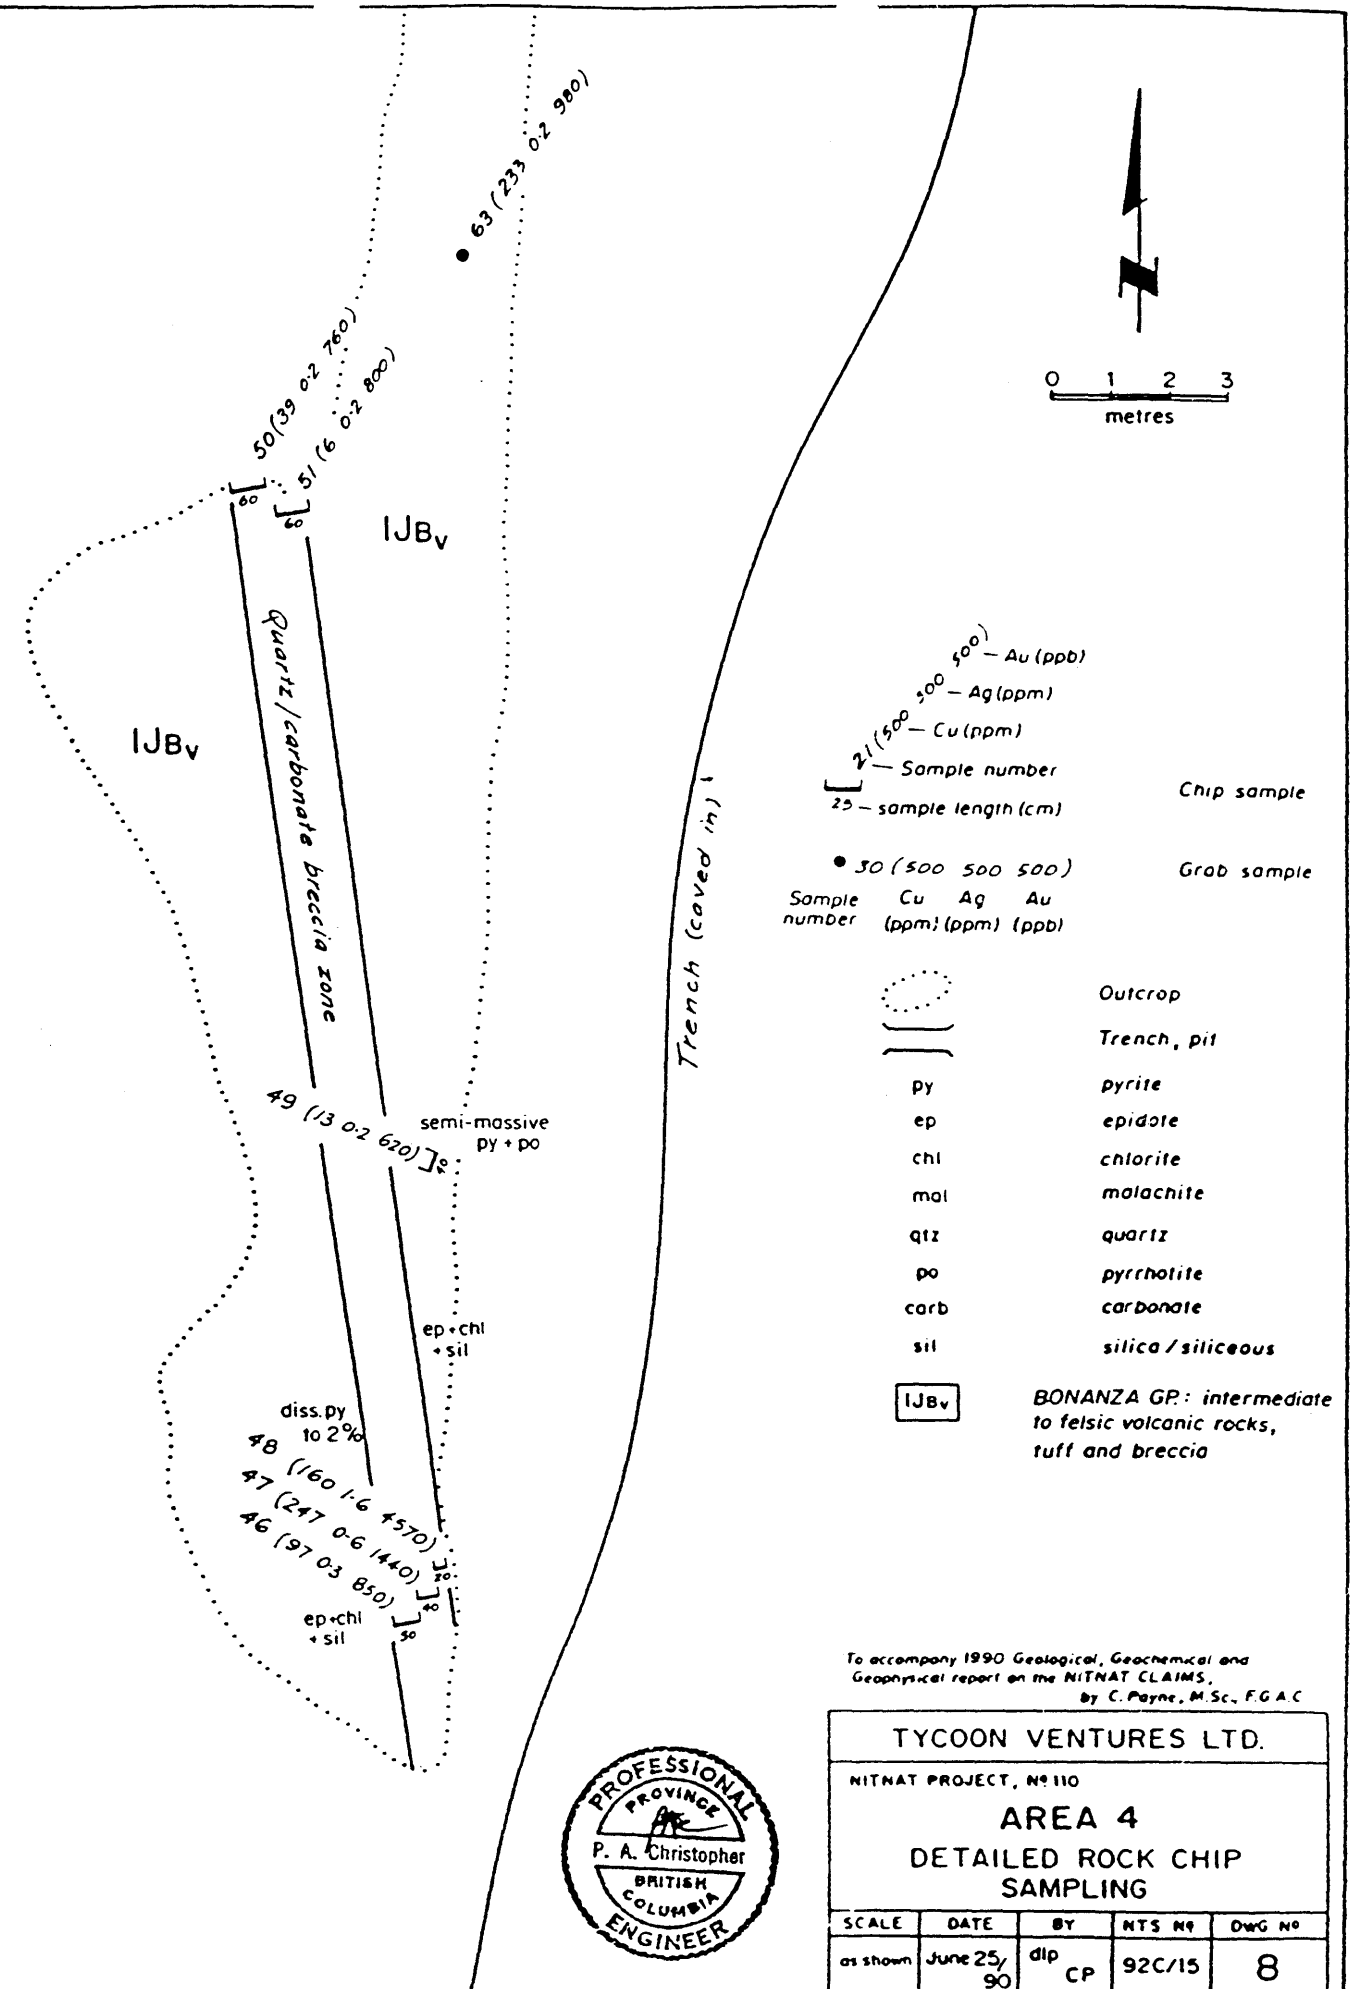 63 (233 0.2 980)
50 (39 0.2 760)
51 (6 0.2 800)
60
60
IJBv
IJBv
Quartz/carbonate breccia zone
Trench (caved in)
49 (13 0.2 620)
40
semi-massive
py + po
ep+chl
+ sil
diss. py
to 2%
48 (160 1.6 4570)
20
47 (247 0.6 1440)
40
46 (97 0.3 850)
50
ep+chl
+ sil
0 1 2 3
metres
21 (500 500 500)
— Au (ppb)
— Ag (ppm)
— Cu (ppm)
— Sample number
25 — sample length (cm)
Chip sample
30 (500 500 500)
Grab sample
Sample Cu Ag Au
number (ppm) (ppm) (ppb)
Outcrop
Trench, pit
py pyrite
ep epidote
chl chlorite
mal malachite
qtz quartz
po pyrrhotite
carb carbonate
sil silica / siliceous
IJBv BONANZA GP.: intermediate
to felsic volcanic rocks,
tuff and breccia
To accompany 1990 Geological, Geochemical and
Geophysical report on the NITNAT CLAIMS,
by C. Payne, M.Sc., F.G.A.C
PROFESSIONAL
PROVINCE
P. A. Christopher
BRITISH
COLUMBIA
ENGINEER
TYCOON VENTURES LTD.
NITNAT PROJECT, Nº 110
AREA 4
DETAILED ROCK CHIP
SAMPLING
SCALE DATE BY NTS Nº DWG Nº
as shown June 25/90 dlp CP 92C/15 8